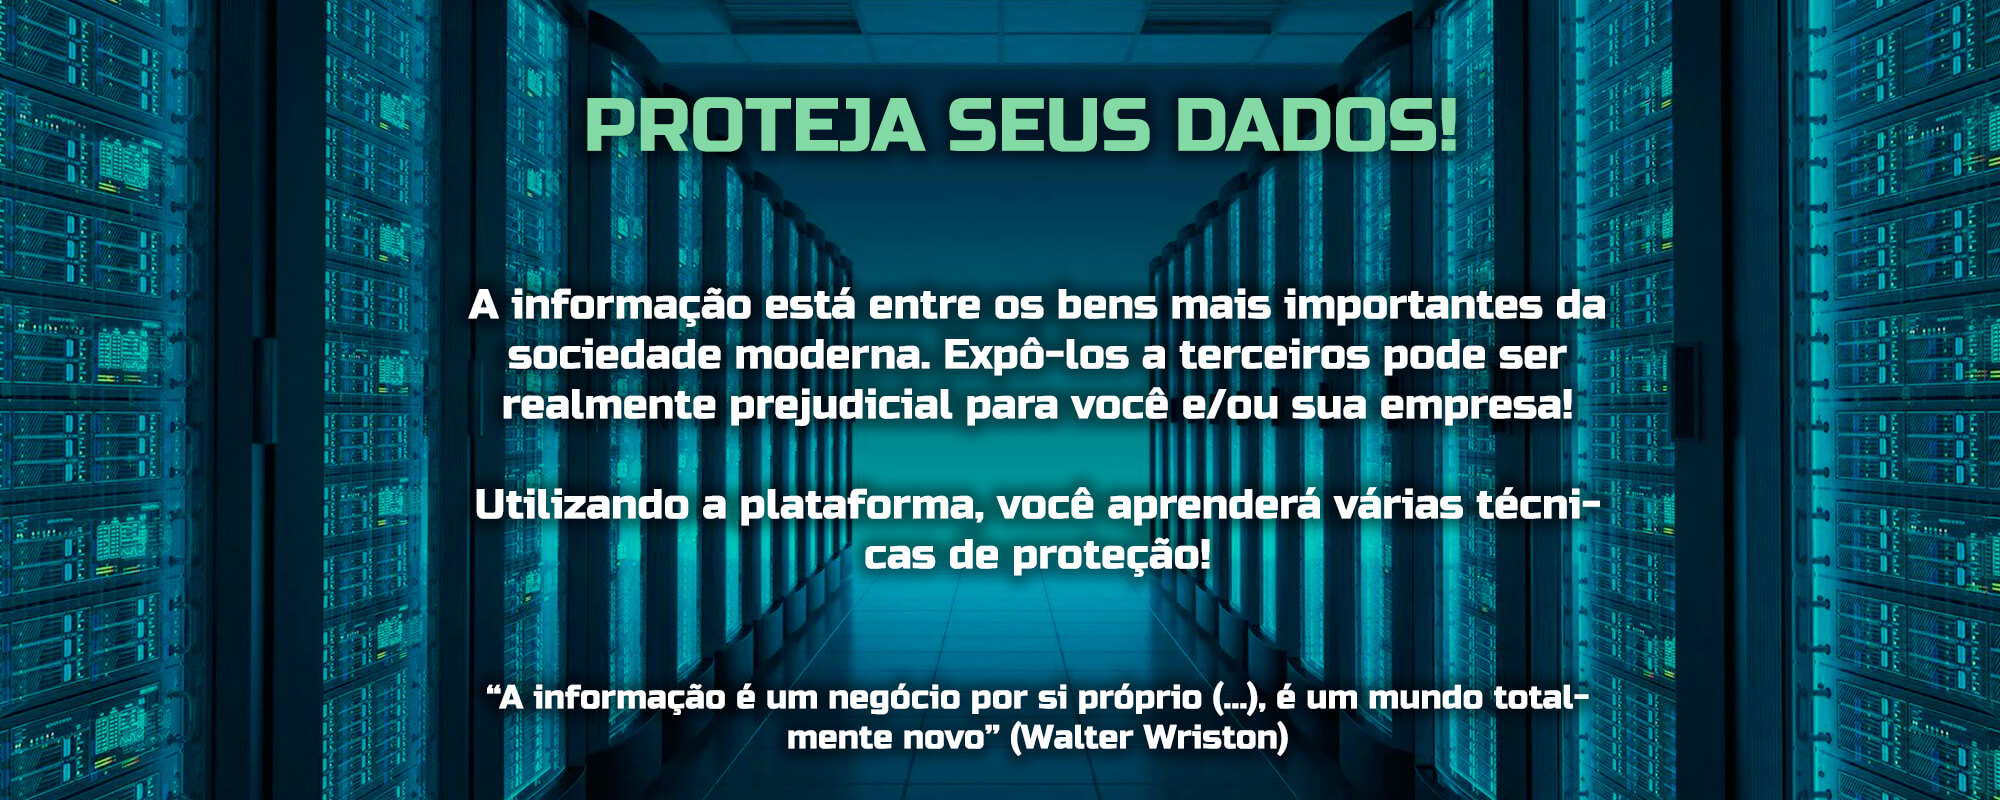 PROTEJA SEUS DADOS!
A informação está entre os bens mais importantes da
sociedade moderna. Expô-los a terceiros pode ser
realmente prejudicial para você e/ou sua empresa!
Utilizando a plataforma, você aprenderá várias técni-
cas de proteção!
“A informação é um negócio por si próprio (...), é um mundo total-
mente novo” (Walter Wriston)